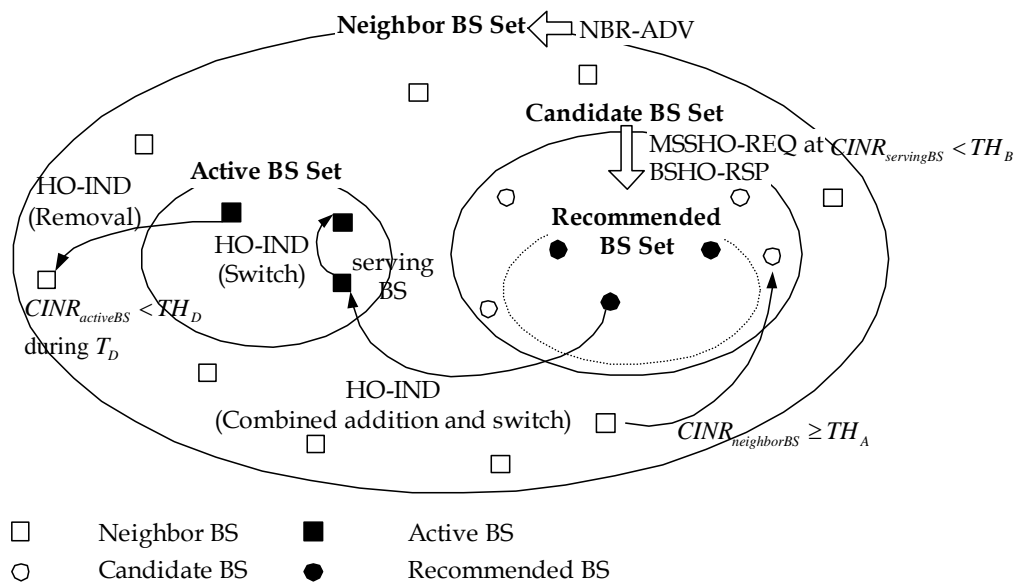 Neighbor BS Set
NBR-ADV
Candidate BS Set
MSSHO-REQ at CINR_servingBS < TH_B
BSHO-RSP
Active BS Set
HO-IND
(Removal)
Recommended
BS Set
HO-IND
(Switch)
serving
BS
CINR_activeBS < TH_D
during T_D
HO-IND
(Combined addition and switch)
CINR_neighborBS ≥ TH_A
Neighbor BS
Active BS
Candidate BS
Recommended BS